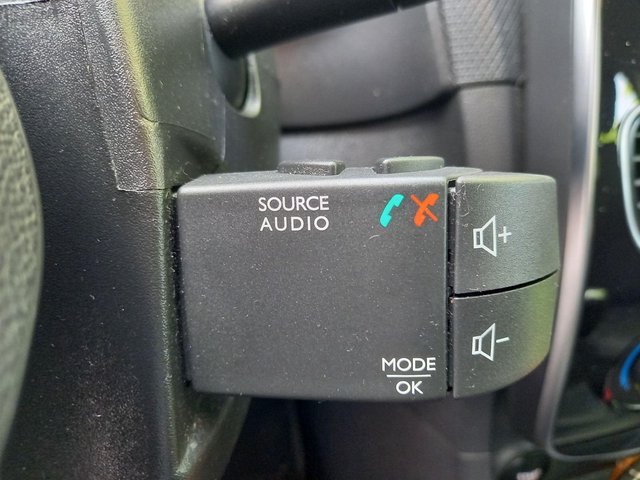 SOURCE
AUDIO
+
-
MODE
OK